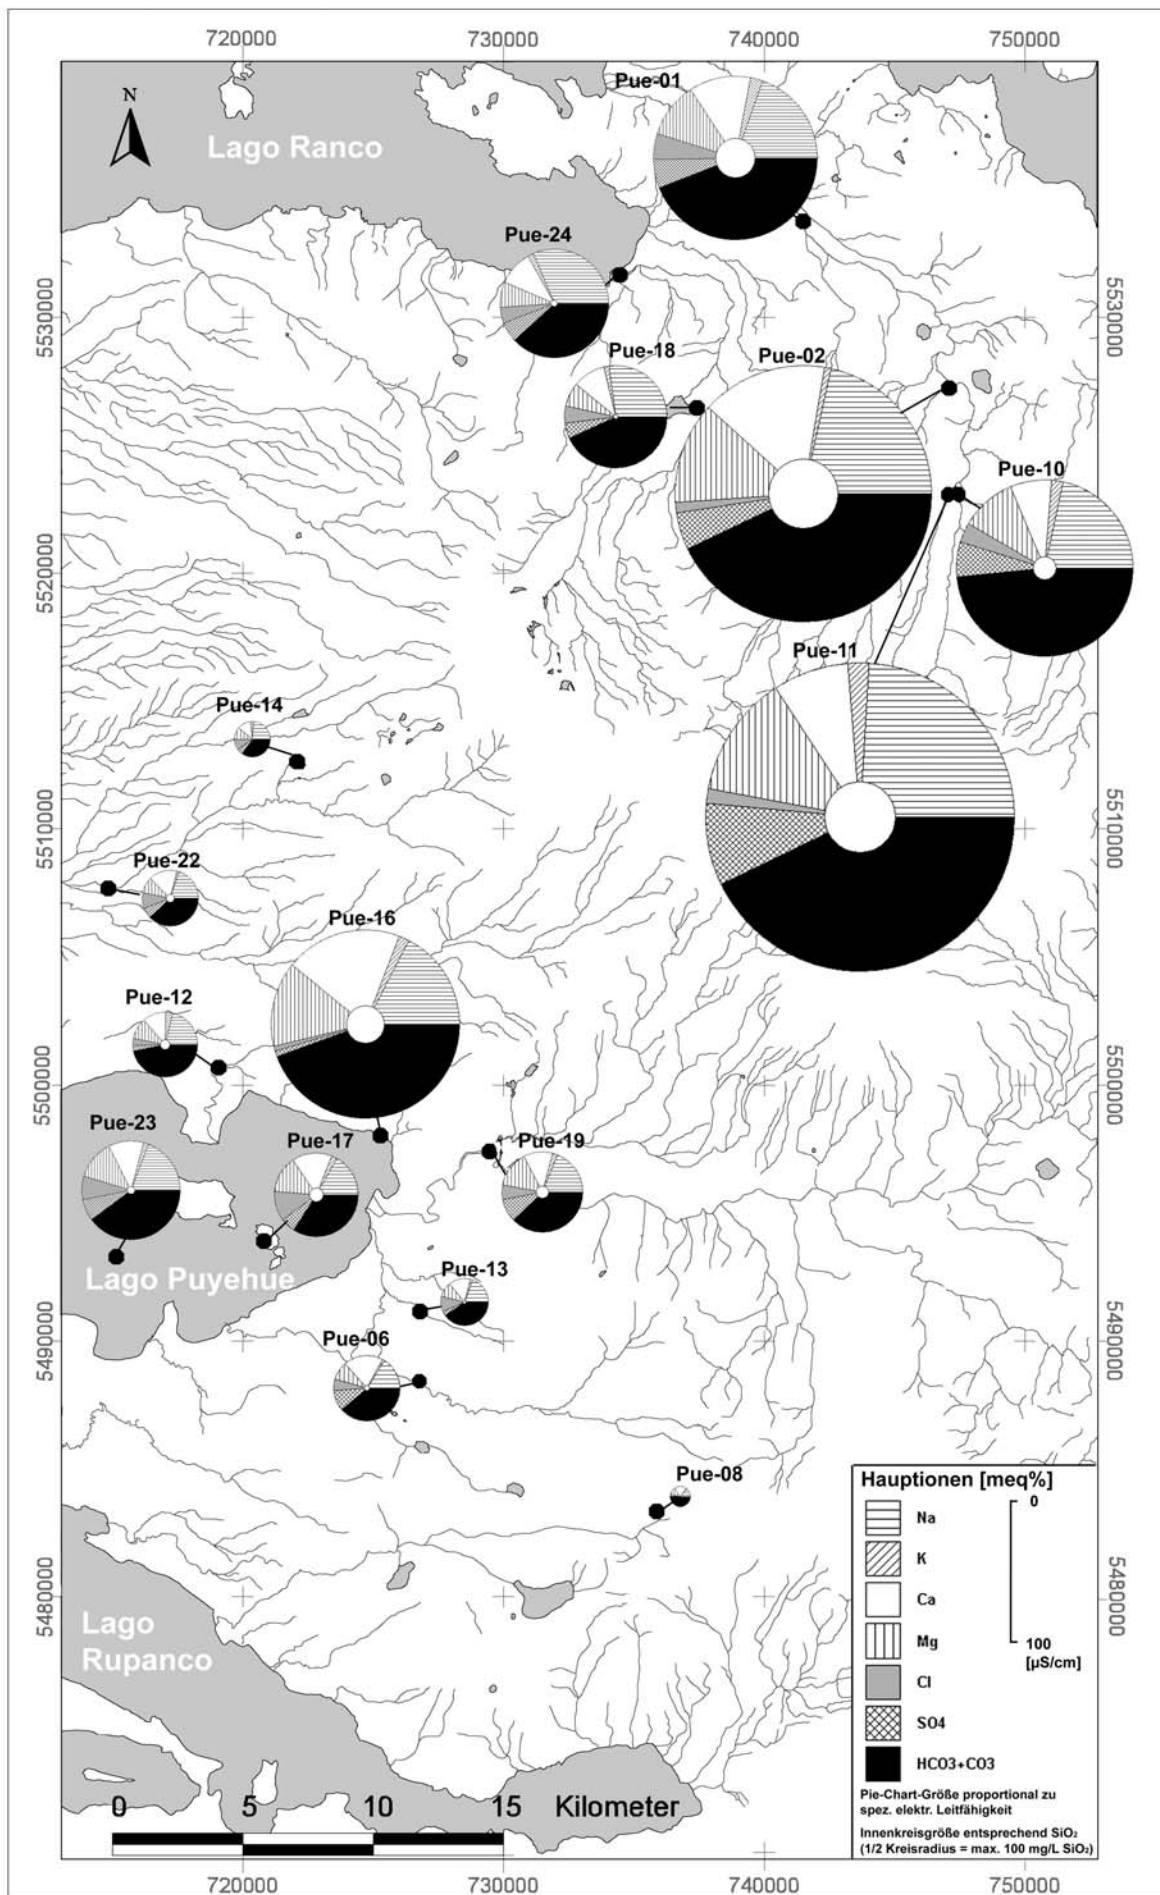 720000 730000 740000 750000
N
Pue-01
Lago Ranco
Pue-24
5530000 5530000
Pue-18 Pue-02
Pue-10
5520000 5520000
Pue-11
Pue-14
5510000 5510000
Pue-22
Pue-16
Pue-12
5500000 5500000
Pue-23 Pue-17 Pue-19
Lago Puyehue
Pue-13
5490000 5490000
Pue-06
Pue-08
5480000 5480000
Lago
Rupanco
Hauptionen [meq%]
Na 0
K
Ca
Mg 100
[µS/cm]
Cl
SO4
HCO3+CO3
Pie-Chart-Größe proportional zu
spez. elektr. Leitfähigkeit
Innenkreisgröße entsprechend SiO₂
(1/2 Kreisradius = max. 100 mg/L SiO₂)
0 5 10 15 Kilometer
720000 730000 740000 750000